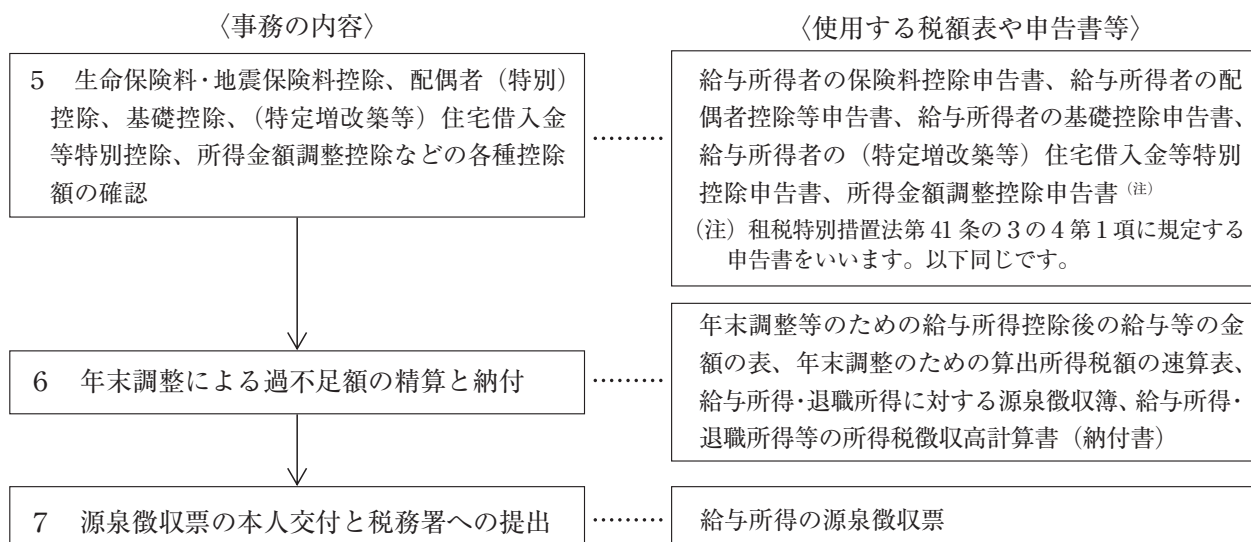 〈事務の内容〉
5 生命保険料・地震保険料控除、配偶者（特別）
控除、基礎控除、（特定増改築等）住宅借入金
等特別控除、所得金額調整控除などの各種控除
額の確認
6 年末調整による過不足額の精算と納付
7 源泉徴収票の本人交付と税務署への提出
〈使用する税額表や申告書等〉
給与所得者の保険料控除申告書、給与所得者の配
偶者控除等申告書、給与所得者の基礎控除申告書、
給与所得者の（特定増改築等）住宅借入金等特別
控除申告書、所得金額調整控除申告書（注）
（注）租税特別措置法第 41 条の３の４第１項に規定する
申告書をいいます。以下同じです。
年末調整等のための給与所得控除後の給与等の金
額の表、年末調整のための算出所得税額の速算表、
給与所得・退職所得に対する源泉徴収簿、給与所得・
退職所得等の所得税徴収高計算書（納付書）
給与所得の源泉徴収票